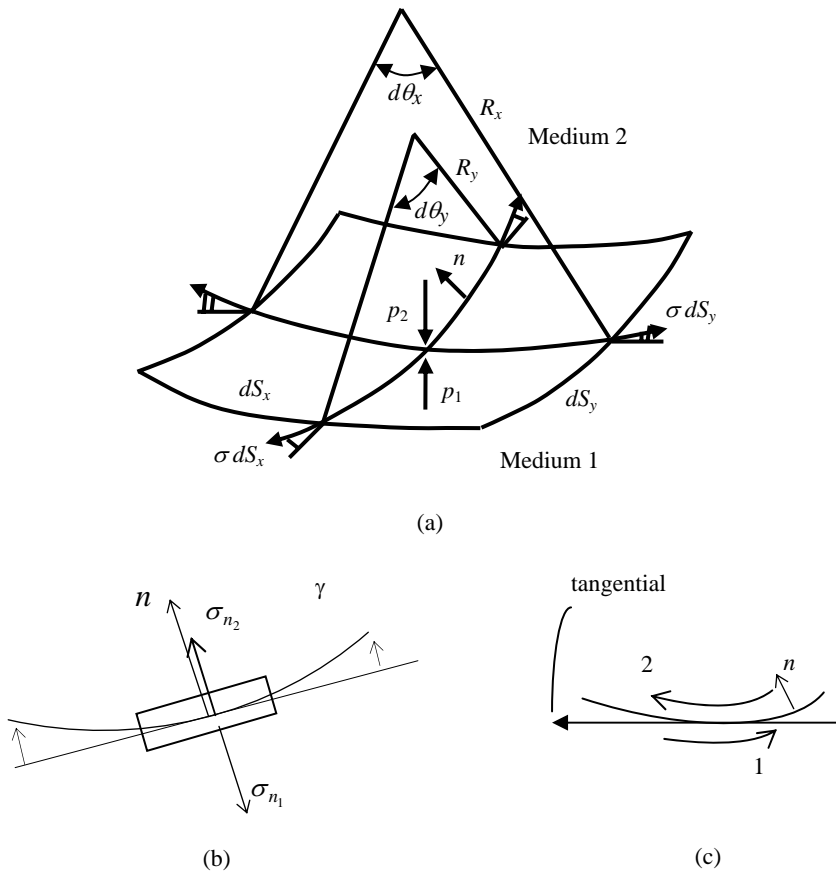 dθx
Rx
Medium 2
Ry
dθy
n
p2
σ dSy
dSx
p1
dSy
σ dSx
Medium 1
(a)
n
σn2
γ
σn1
(b)
tangential
2
n
1
(c)